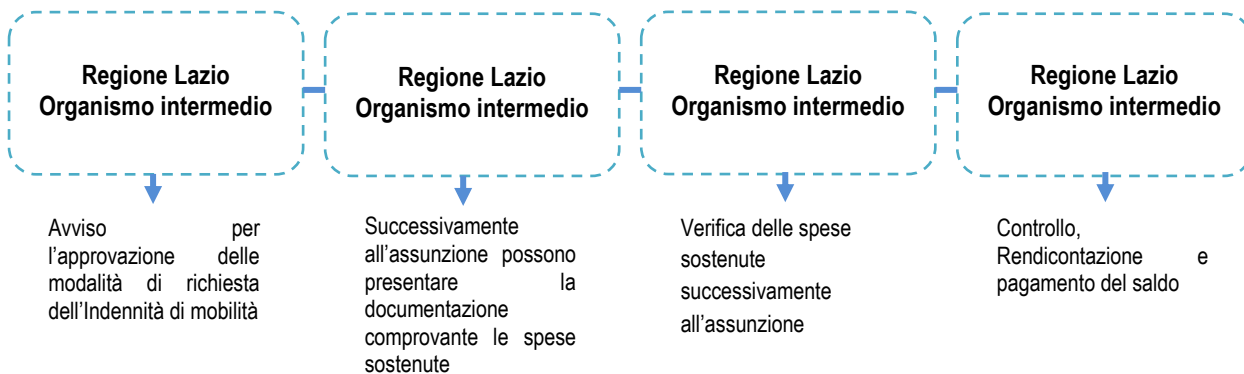 Regione Lazio
Organismo intermedio
Regione Lazio
Organismo intermedio
Regione Lazio
Organismo intermedio
Regione Lazio
Organismo intermedio
Avviso per
l’approvazione delle
modalità di richiesta
dell’Indennità di mobilità
Successivamente
all’assunzione possono
presentare la
documentazione
comprovante le spese
sostenute
Verifica delle spese
sostenute
successivamente
all’assunzione
Controllo,
Rendicontazione e
pagamento del saldo